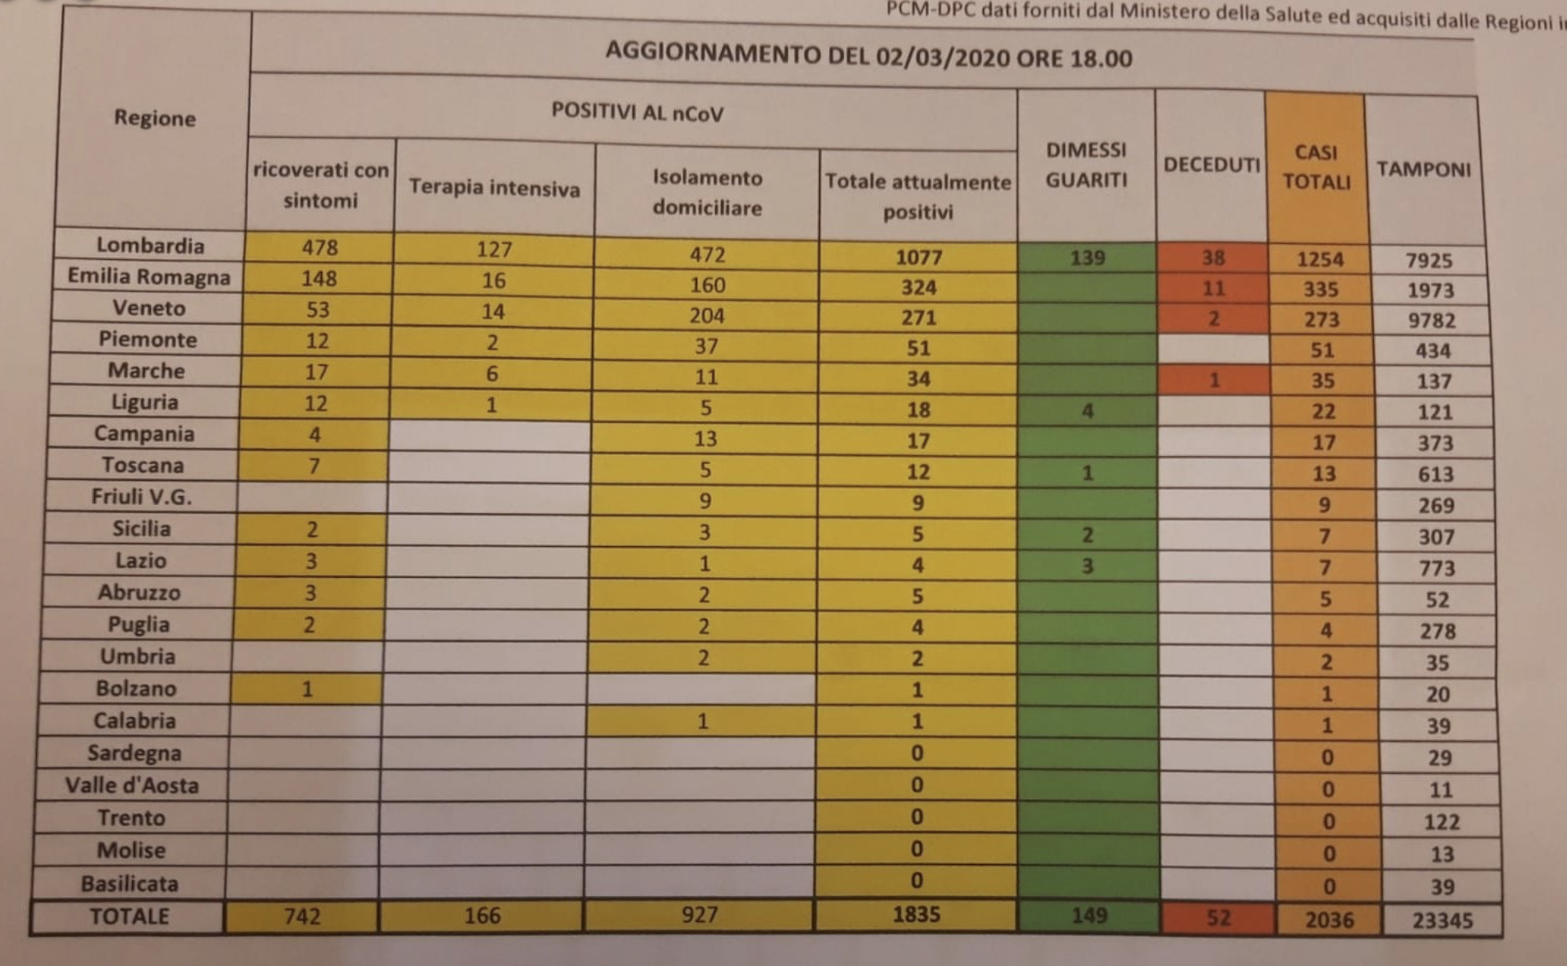 PCM-DPC dati forniti dal Ministero della Salute ed acquisiti dalle Regioni
AGGIORNAMENTO DEL 02/03/2020 ORE 18.00
Regione
POSITIVI AL nCoV
ricoverati con
sintomi
Terapia intensiva
Isolamento
domiciliare
Totale attualmente
positivi
DIMESSI
GUARITI
DECEDUTI
CASI
TOTALI
TAMPONI
Lombardia 478 127 472 1077 139 38 1254 7925
Emilia Romagna 148 16 160 324 11 335 1973
Veneto 53 14 204 271 2 273 9782
Piemonte 12 2 37 51 51 434
Marche 17 6 11 34 1 35 137
Liguria 12 1 5 18 4 22 121
Campania 4 13 17 17 373
Toscana 7 5 12 1 13 613
Friuli V.G. 9 9 9 269
Sicilia 2 3 5 2 7 307
Lazio 3 1 4 3 7 773
Abruzzo 3 2 5 5 52
Puglia 2 2 4 4 278
Umbria 2 2 2 35
Bolzano 1 1 1 20
Calabria 1 1 1 39
Sardegna 0 0 29
Valle d'Aosta 0 0 11
Trento 0 0 122
Molise 0 0 13
Basilicata 0 0 39
TOTALE 742 166 927 1835 149 52 2036 23345